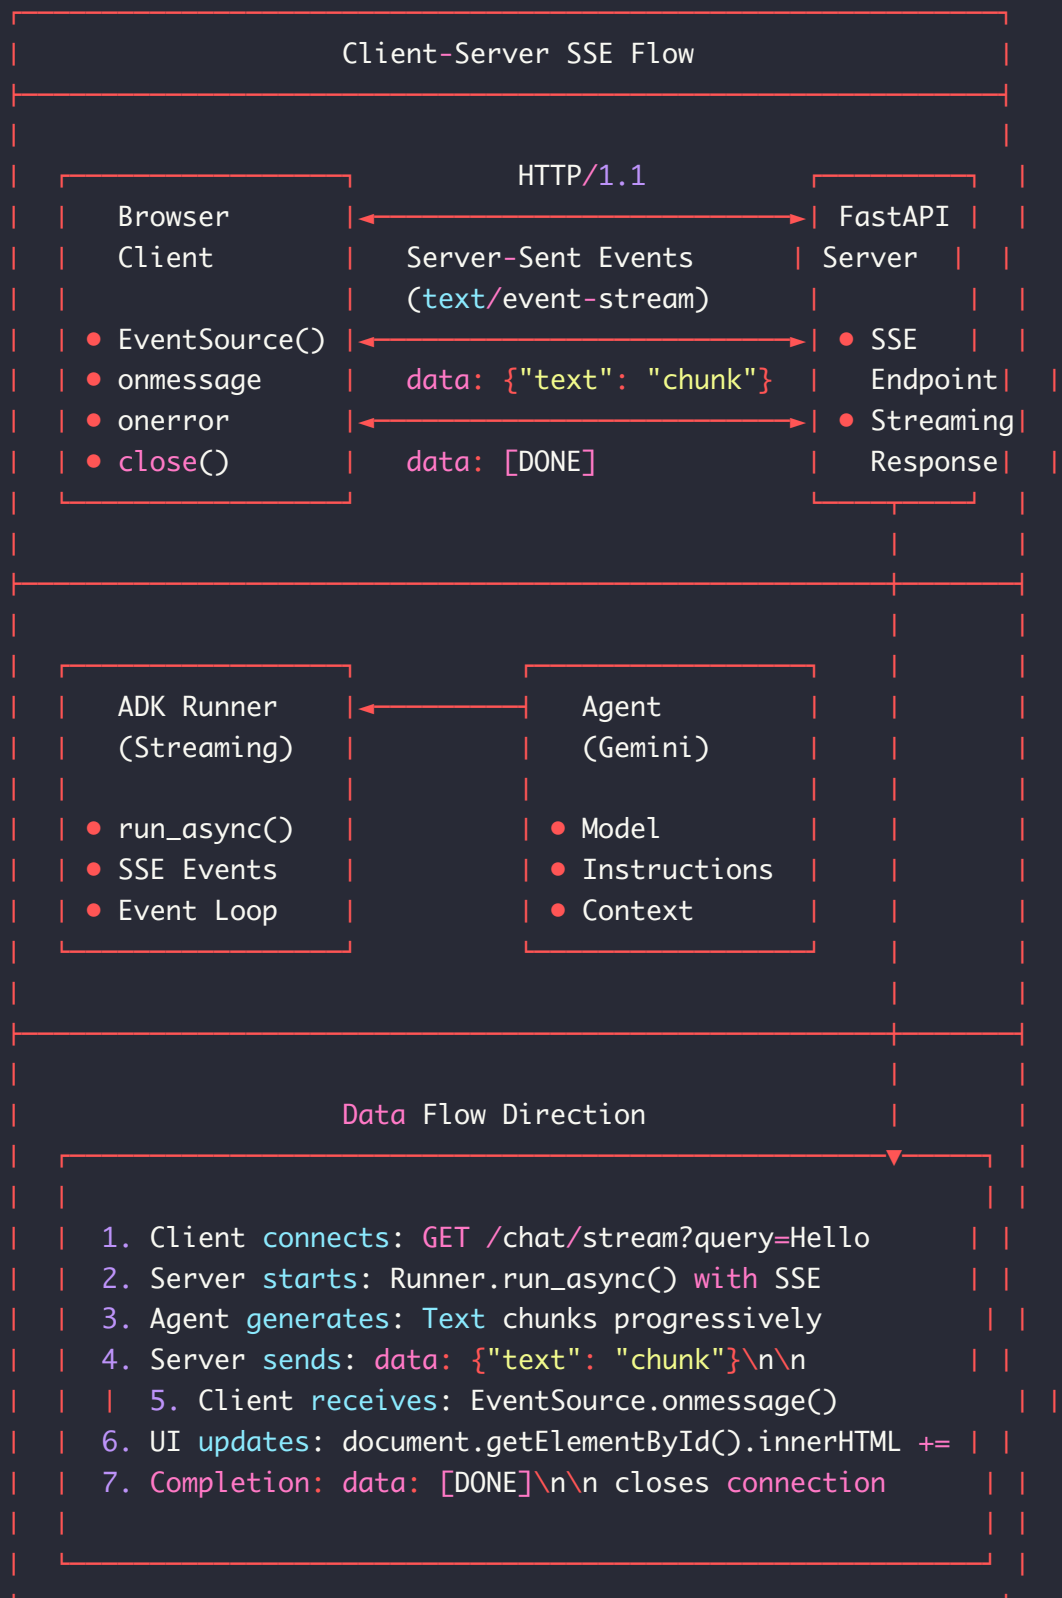 Client-Server SSE Flow
HTTP/1.1
Browser FastAPI
Client Server-Sent Events Server
(text/event-stream)
● EventSource() ● SSE
● onmessage data: {"text": "chunk"} Endpoint
● onerror ● Streaming
● close() data: [DONE] Response
ADK Runner Agent
(Streaming) (Gemini)
● run_async() ● Model
● SSE Events ● Instructions
● Event Loop ● Context
Data Flow Direction
1. Client connects: GET /chat/stream?query=Hello
2. Server starts: Runner.run_async() with SSE
3. Agent generates: Text chunks progressively
4. Server sends: data: {"text": "chunk"}\n\n
5. Client receives: EventSource.onmessage()
6. UI updates: document.getElementById().innerHTML +=
7. Completion: data: [DONE]\n\n closes connection